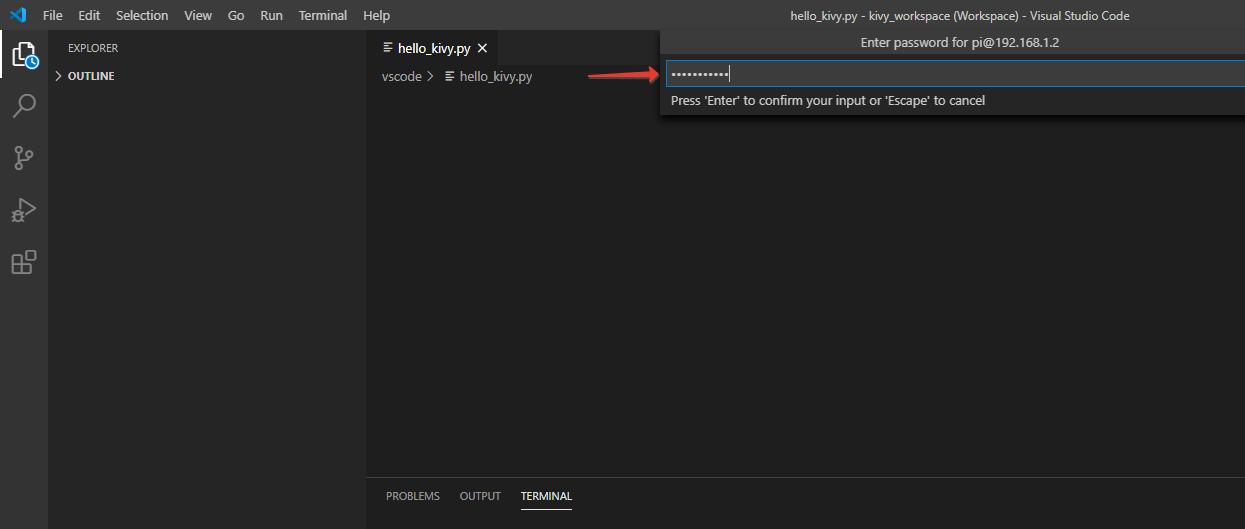 File Edit Selection View Go Run Terminal Help hello_kivy.py - kivy_workspace (Workspace) - Visual Studio Code
EXPLORER
OUTLINE
hello_kivy.py
vscode > hello_kivy.py
Enter password for pi@192.168.1.2
•••••••••••
Press 'Enter' to confirm your input or 'Escape' to cancel
PROBLEMS OUTPUT TERMINAL